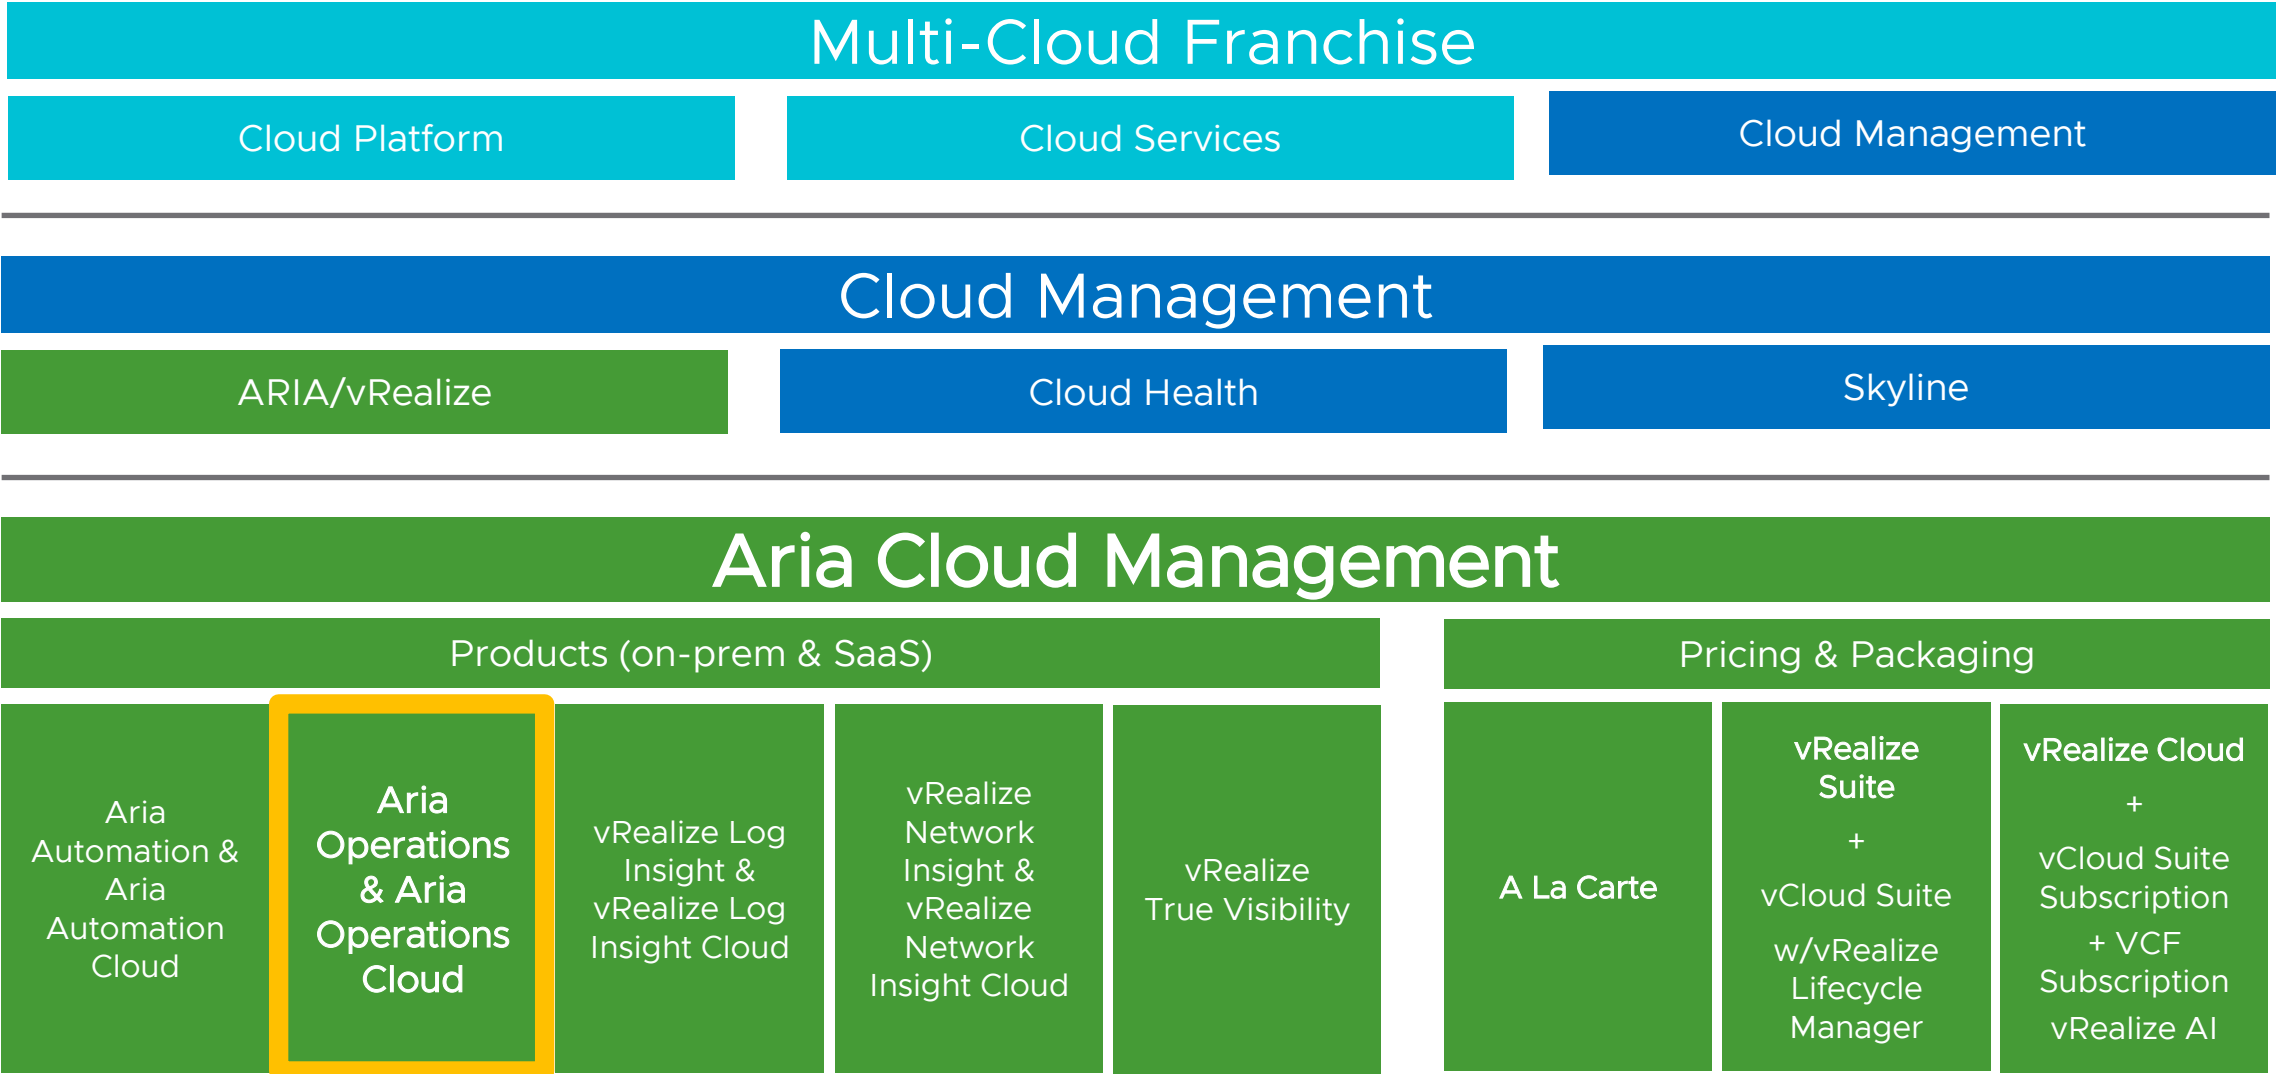 Multi-Cloud Franchise
Cloud Platform
Cloud Services
Cloud Management
Cloud Management
ARIA/vRealize
Cloud Health
Skyline
Aria Cloud Management
Products (on-prem & SaaS)
Pricing & Packaging
Aria
Automation &
Aria
Automation
Cloud
Aria
Operations
& Aria
Operations
Cloud
vRealize Log
Insight &
vRealize Log
Insight Cloud
vRealize
Network
Insight &
vRealize
Network
Insight Cloud
vRealize
True Visibility
A La Carte
vRealize
Suite
+
vCloud Suite
w/vRealize
Lifecycle
Manager
vRealize Cloud
+
vCloud Suite
Subscription
+ VCF
Subscription
vRealize AI